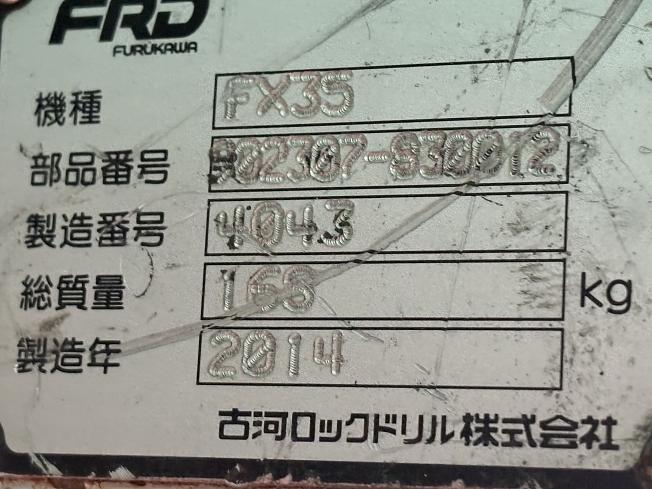 FRD
FURUKAWA
機種 FX35
部品番号
製造番号 4043
総質量 kg
製造年 2014
古河ロックドリル株式会社